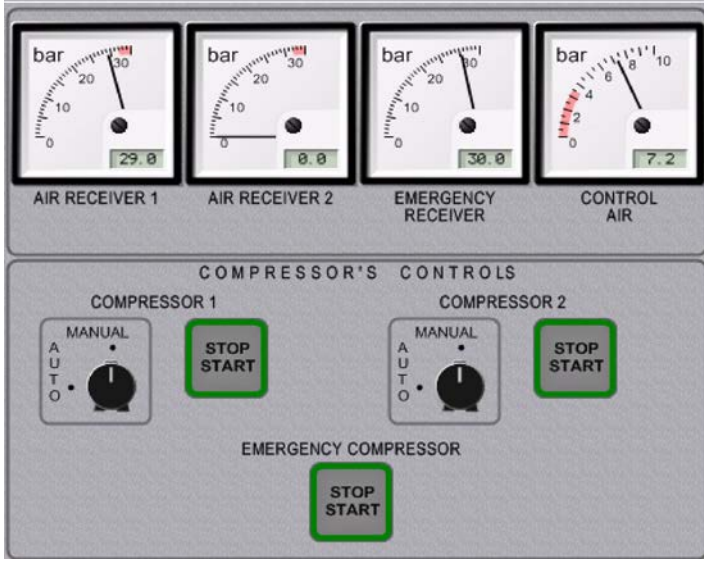 bar
30
20
10
0
29.0
bar
30
20
10
0
0.0
bar
30
20
10
0
30.0
bar
10
8
6
4
2
0
7.2
AIR RECEIVER 1
AIR RECEIVER 2
EMERGENCY
RECEIVER
CONTROL
AIR
COMPRESSOR'S CONTROLS
COMPRESSOR 1
MANUAL
AUTO
STOP
START
COMPRESSOR 2
MANUAL
AUTO
STOP
START
EMERGENCY COMPRESSOR
STOP
START